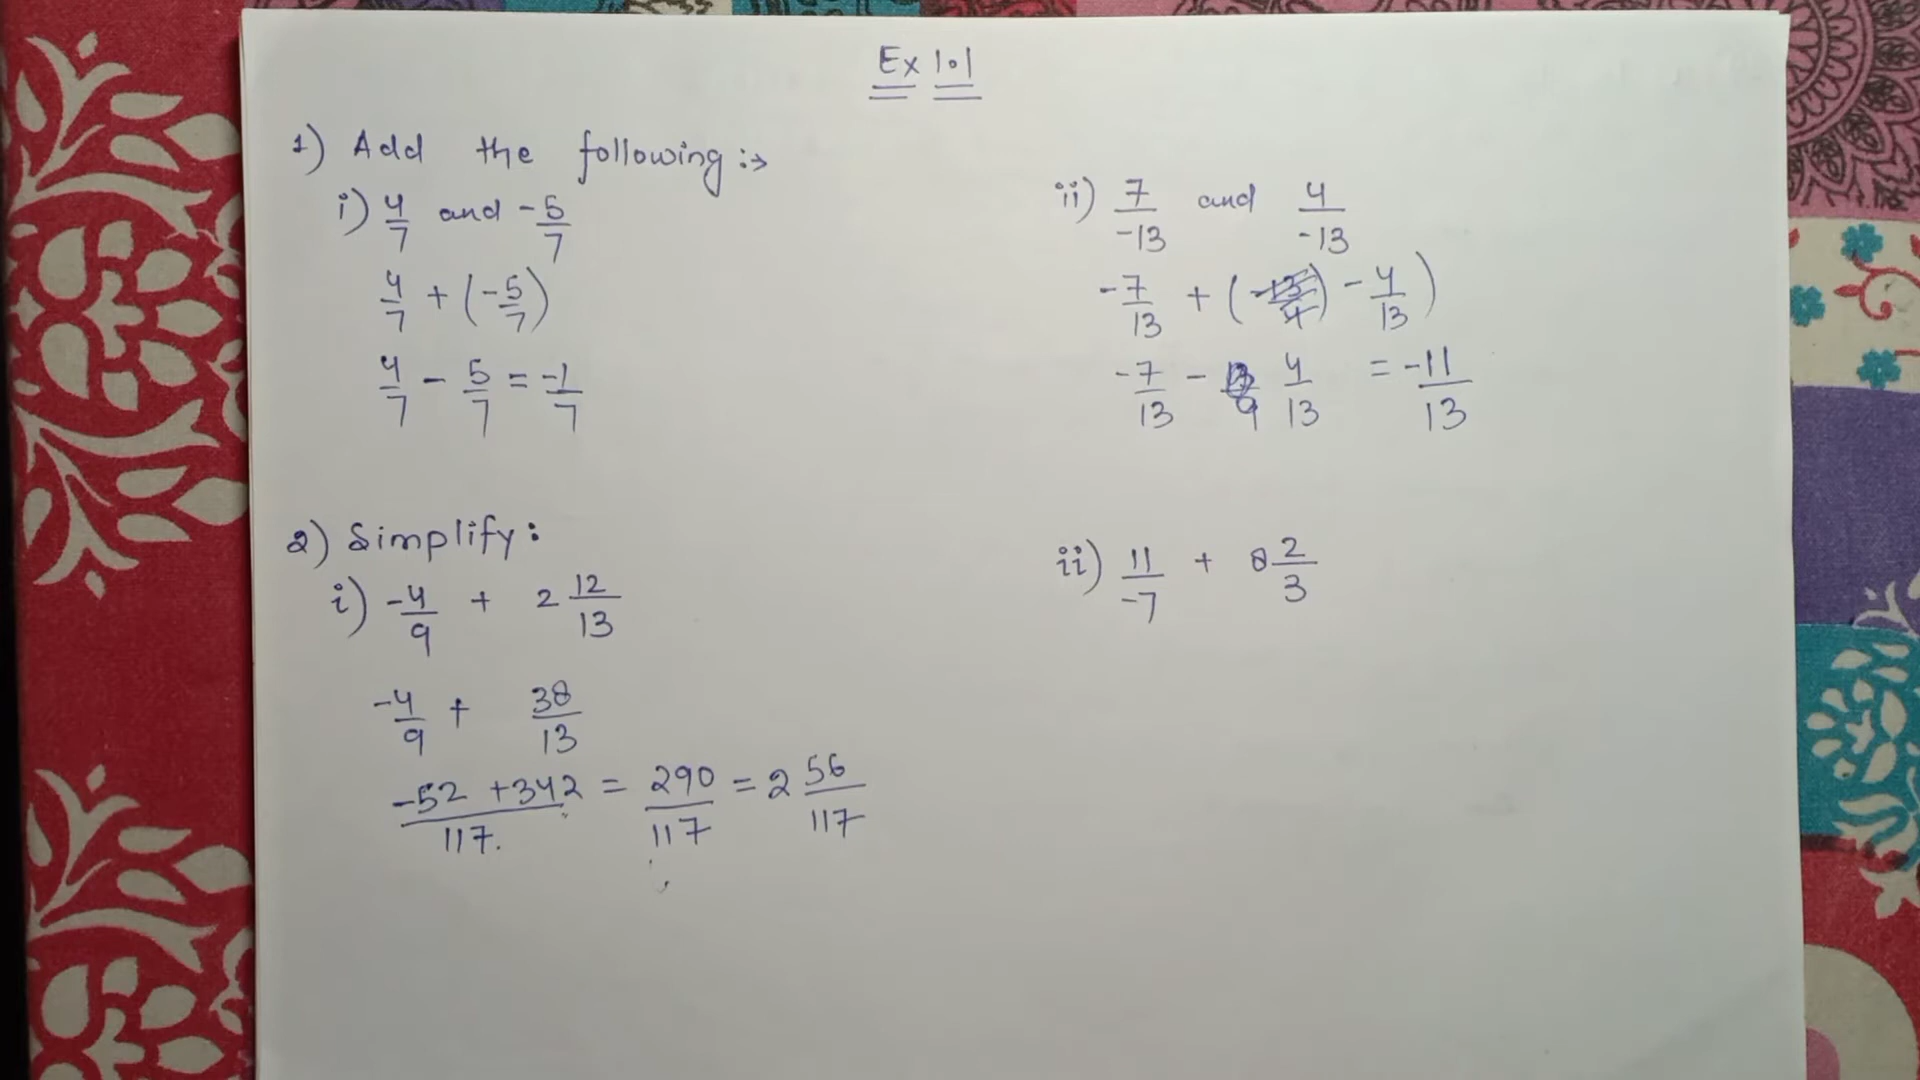 Ex 1.1
1) Add the following :→
i) 4/7 and -5/7
4/7 + (-5/7)
4/7 - 5/7 = -1/7
ii) 7/-13 and 4/-13
-7/13 + ( -4/13)
-7/13 - 4/13 = -11/13
2) Simplify:
i) -4/9 + 2 12/13
-4/9 + 38/13
-52 +342/117. = 290/117 = 2 56/117
ii) 11/-7 + 8 2/3